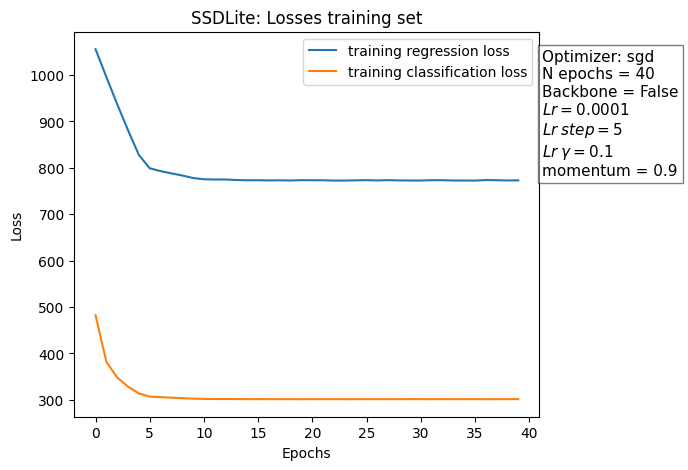 SSDLite: Losses training set
training regression loss
training classification loss
Optimizer: sgd
N epochs = 40
Backbone = False
Lr = 0.0001
Lr step = 5
Lr γ = 0.1
momentum = 0.9
Loss
1000
900
800
700
600
500
400
300
0 5 10 15 20 25 30 35 40
Epochs